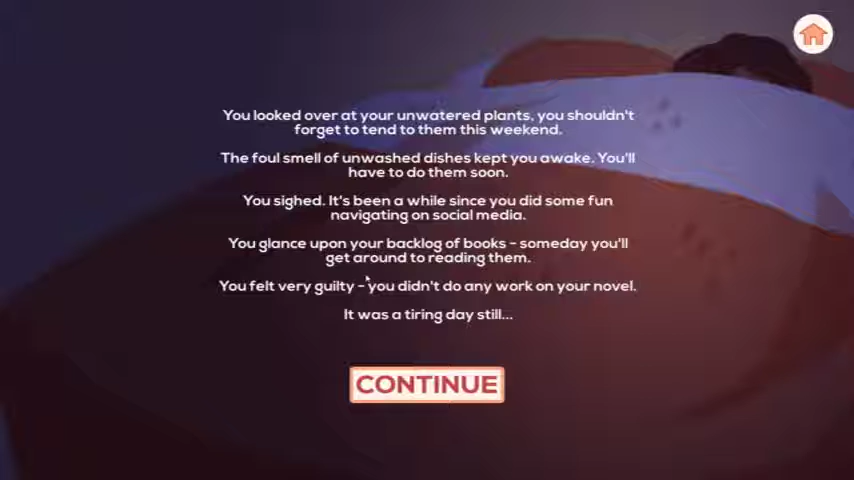 You looked over at your unwatered plants, you shouldn't
forget to tend to them this weekend.
The foul smell of unwashed dishes kept you awake. You'll
have to do them soon.
You sighed. It's been a while since you did some fun
navigating on social media.
You glance upon your backlog of books - someday you'll
get around to reading them.
You felt very guilty - you didn't do any work on your novel.
It was a tiring day still...
CONTINUE